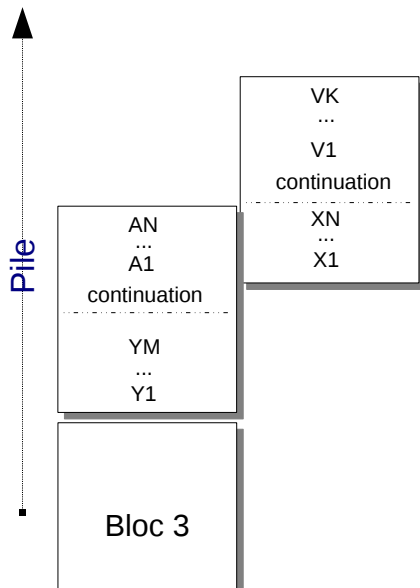 Pile
VK
...
V1
continuation
XN
...
X1
AN
...
A1
continuation
YM
...
Y1
Bloc 3